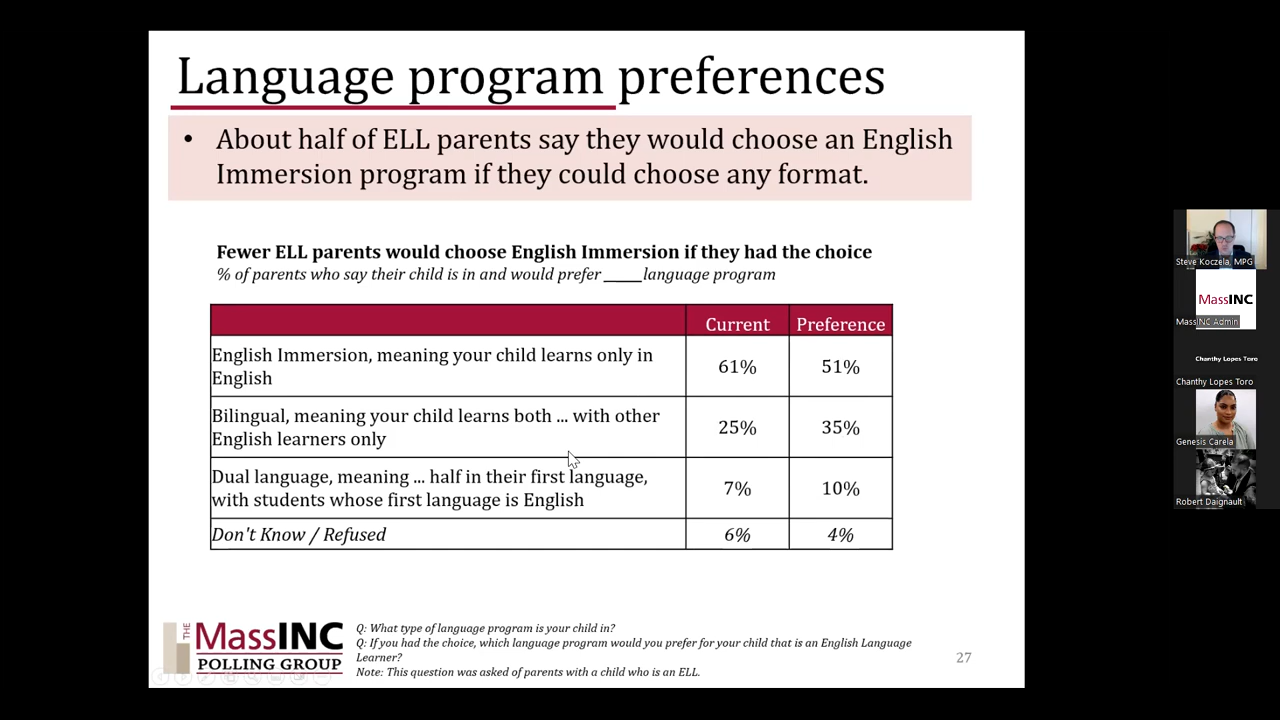 Language program preferences
• About half of ELL parents say they would choose an English
Immersion program if they could choose any format.
Fewer ELL parents would choose English Immersion if they had the choice
% of parents who say their child is in and would prefer _____ language program
Current Preference
English Immersion, meaning your child learns only in
English
61% 51%
Bilingual, meaning your child learns both ... with other
English learners only
25% 35%
Dual language, meaning ... half in their first language,
with students whose first language is English
7% 10%
Don't Know / Refused 6% 4%
THE
MassINC
POLLING GROUP
Q: What type of language program is your child in?
Q: If you had the choice, which language program would you prefer for your child that is an English Language
Learner?
Note: This question was asked of parents with a child who is an ELL.
27
Steve Koczela, MPG
MassINC
MassINC Admin
Chanthy Lopes Toro
Chanthy Lopes Toro
Genesis Carela
Robert Daignault